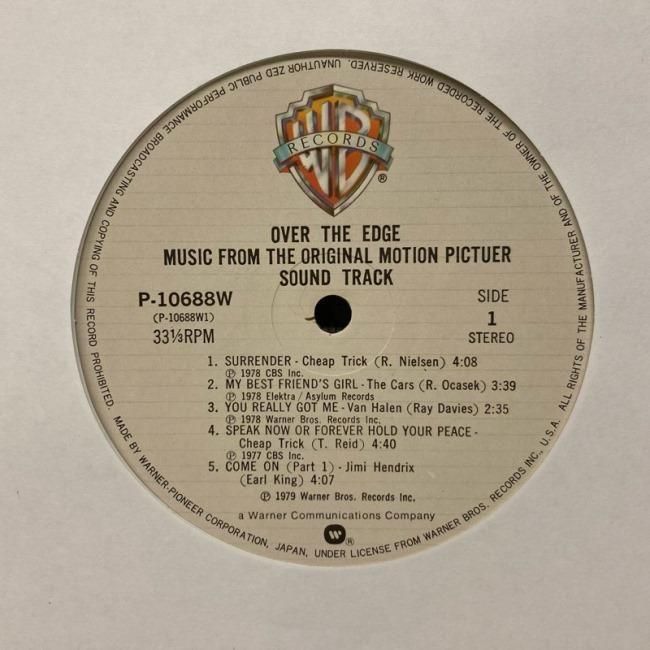 WB
RECORDS
®
OVER THE EDGE
MUSIC FROM THE ORIGINAL MOTION PICTUER
SOUND TRACK
P-10688W
(P-10688W1)
33⅓RPM
SIDE
1
STEREO
1. SURRENDER - Cheap Trick (R. Nielsen) 4:08
Ⓟ 1978 CBS Inc.
2. MY BEST FRIEND'S GIRL - The Cars (R. Ocasek) 3:39
Ⓟ 1978 Elektra/Asylum Records
3. YOU REALLY GOT ME - Van Halen (Ray Davies) 2:35
Ⓟ 1978 Warner Bros. Records Inc.
4. SPEAK NOW OR FOREVER HOLD YOUR PEACE -
Cheap Trick (T. Reid) 4:40
Ⓟ 1977 CBS Inc.
5. COME ON (Part 1) - Jimi Hendrix
(Earl King) 4:07
Ⓟ 1979 Warner Bros. Records Inc.
a Warner Communications Company
®
MADE BY WARNER-PIONEER CORPORATION, JAPAN, UNDER LICENSE FROM WARNER BROS. RECORDS INC., U.S.A. ALL RIGHTS OF THE MANUFACTURER AND OF THE OWNER OF THE RECORDED WORK RESERVED. UNAUTHORIZED PUBLIC PERFORMANCE BROADCASTING AND COPYING OF THIS RECORD PROHIBITED.